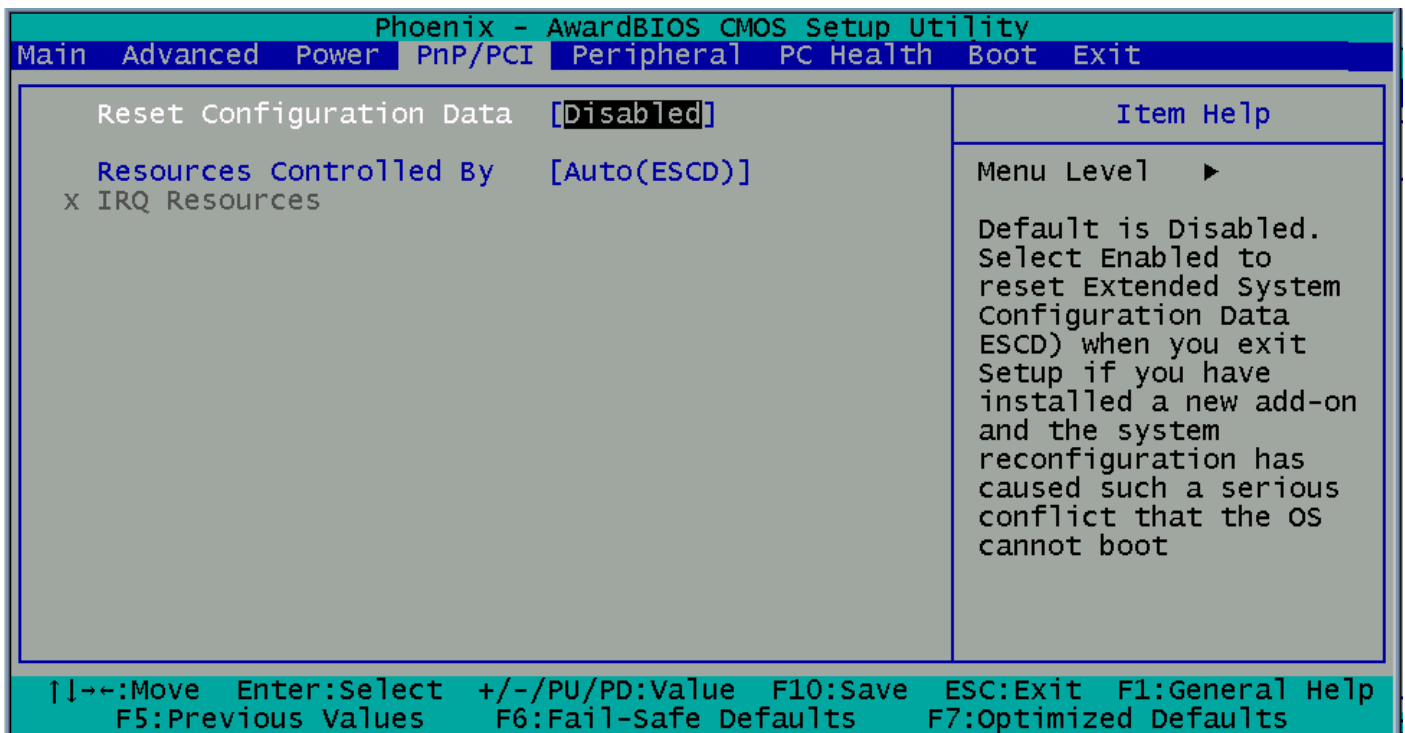 Phoenix - AwardBIOS CMOS Setup Utility
Main Advanced Power PnP/PCI Peripheral PC Health Boot Exit
Reset Configuration Data [Disabled]
Resources Controlled By [Auto(ESCD)]
x IRQ Resources
Item Help
Menu Level ►
Default is Disabled.
Select Enabled to
reset Extended System
Configuration Data
ESCD) when you exit
Setup if you have
installed a new add-on
and the system
reconfiguration has
caused such a serious
conflict that the OS
cannot boot
↑↓→←:Move Enter:Select +/-/PU/PD:Value F10:Save ESC:Exit F1:General Help
F5:Previous Values F6:Fail-Safe Defaults F7:Optimized Defaults